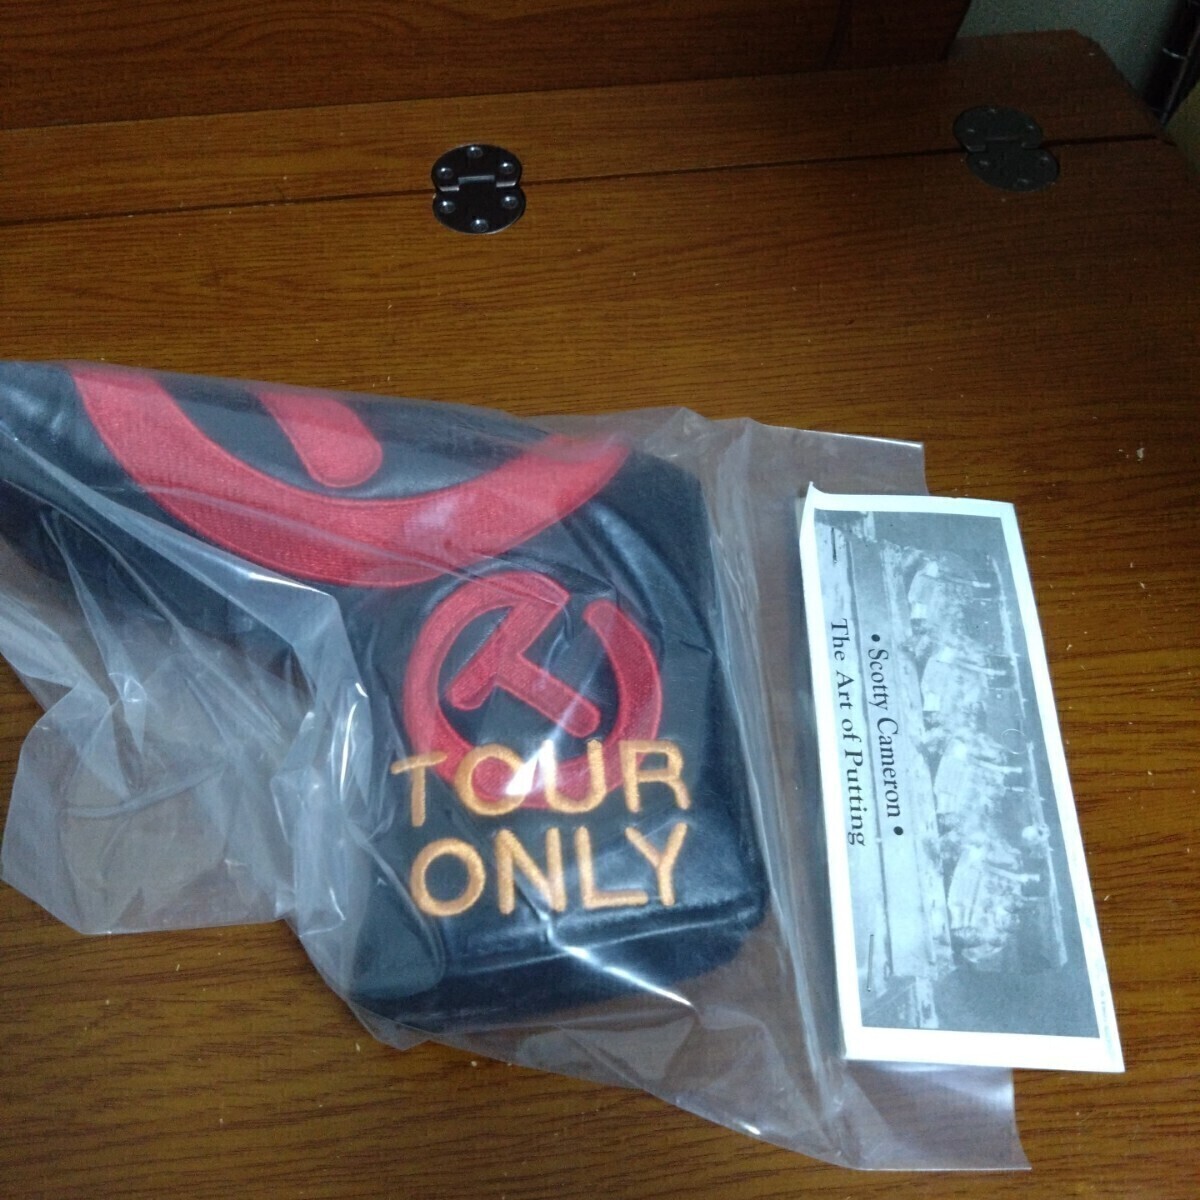 TOUR
ONLY
• Scotty Cameron •
The Art of Putting